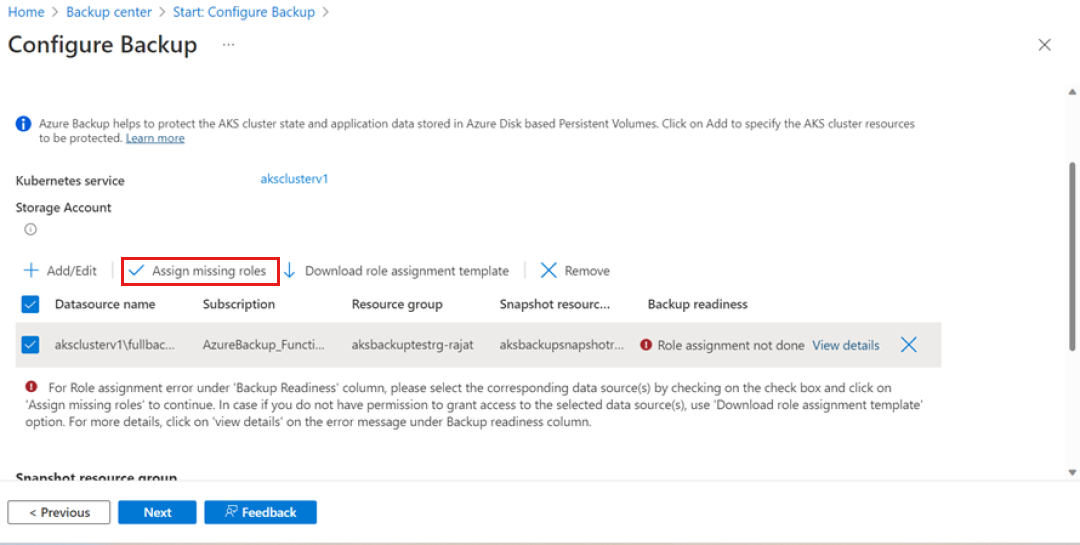 Home > Backup center > Start: Configure Backup >
Configure Backup ...
Azure Backup helps to protect the AKS cluster state and application data stored in Azure Disk based Persistent Volumes. Click on Add to specify the AKS cluster resources
to be protected. Learn more
Kubernetes service aksclusterv1
Storage Account
Add/Edit Assign missing roles Download role assignment template Remove
Datasource name Subscription Resource group Snapshot resourc... Backup readiness
aksclusterv1\fullbac... AzureBackup_Functi... aksbackuptestrg-rajat aksbackupsnapshotr... Role assignment not done View details
For Role assignment error under 'Backup Readiness' column, please select the corresponding data source(s) by checking on the check box and click on
'Assign missing roles' to continue. In case if you do not have permission to grant access to the selected data source(s), use 'Download role assignment template'
option. For more details, click on 'view details' on the error message under Backup readiness column.
Snapshot resource group
< Previous Next Feedback